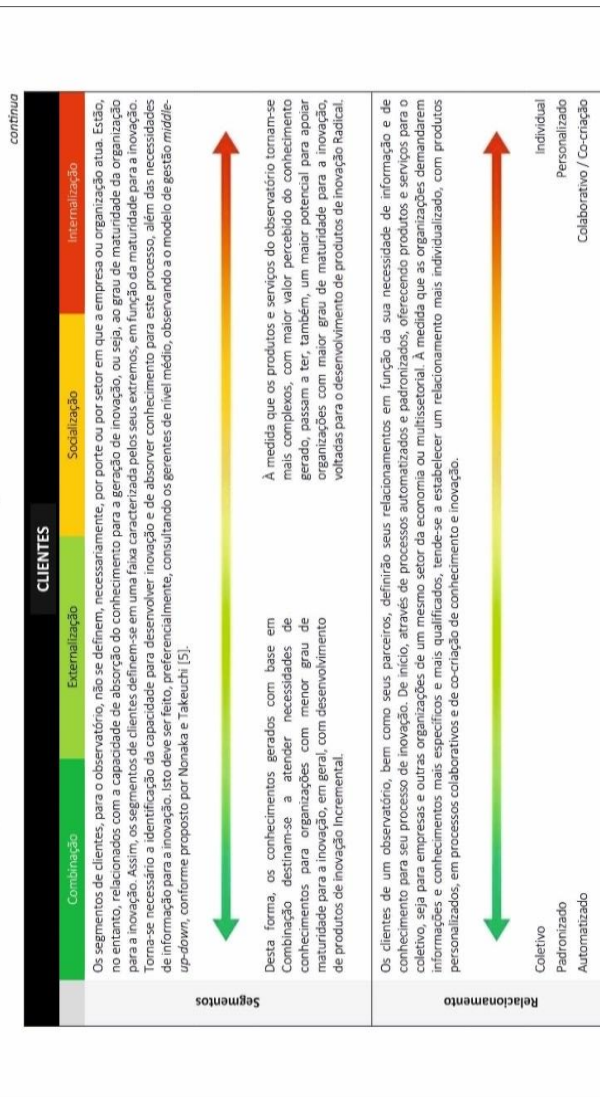 continua
CLIENTES
Combinação Externalização Socialização Internalização
Segmentos
Os segmentos de clientes, para o observatório, não se definem, necessariamente, por porte ou por setor em que a empresa ou organização atua. Estão,
no entanto, relacionados com a capacidade de absorção do conhecimento para a geração de inovação, ou seja, ao grau de maturidade da organização
para a inovação. Assim, os segmentos de clientes definem-se em uma faixa caracterizada pelos seus extremos, em função da maturidade para a inovação.
Torna-se necessário a identificação da capacidade para desenvolver inovação e de absorver conhecimento para este processo, além das necessidades
de informação para a inovação. Isto deve ser feito, preferencialmente, consultando os gerentes de nível médio, observando a o modelo de gestão middle-
up-down, conforme proposto por Nonaka e Takeuchi [5].
Desta forma, os conhecimentos gerados com base em
Combinação destinam-se a atender necessidades de
conhecimentos para organizações com menor grau de
maturidade para a inovação, em geral, com desenvolvimento
de produtos de Inovação Incremental.
À medida que os produtos e serviços do observatório tornam-se
mais complexos, com maior valor percebido do conhecimento
gerado, passam a ter, também, um maior potencial para apoiar
organizações com maior grau de maturidade para a inovação,
voltadas para o desenvolvimento de produtos de Inovação Radical.
Relacionamento
Os clientes de um observatório, bem como seus parceiros, definirão seus relacionamentos em função da sua necessidade de informação e de
conhecimento para seu processo de inovação. De início, através de processos automatizados e padronizados, oferecendo produtos e serviços para o
coletivo, seja para empresas e outras organizações de um mesmo setor da economia ou multissetorial. À medida que as organizações demandarem
informações e conhecimentos mais específicos e mais qualificados, tende-se a estabelecer um relacionamento mais individualizado, com produtos
personalizados, em processos colaborativos e de co-criação de conhecimento e inovação.
Coletivo Individual
Padronizado Personalizado
Automatizado Colaborativo / Co-criação